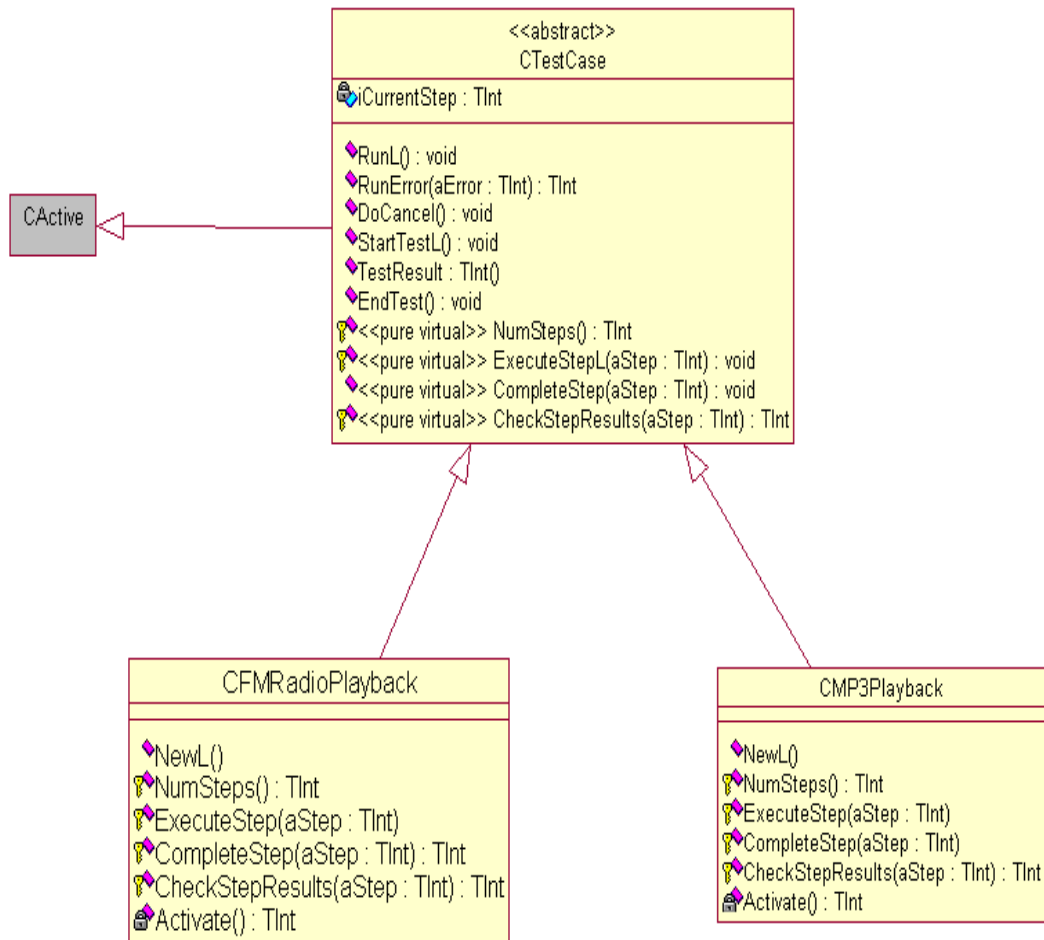 <<abstract>>
CTestCase
iCurrentStep : TInt
RunL() : void
RunError(aError : TInt) : TInt
DoCancel() : void
StartTestL() : void
TestResult : TInt()
EndTest() : void
<<pure virtual>> NumSteps() : TInt
<<pure virtual>> ExecuteStepL(aStep : TInt) : void
<<pure virtual>> CompleteStep(aStep : TInt) : void
<<pure virtual>> CheckStepResults(aStep : TInt) : TInt
CActive
CFMRadioPlayback
NewL()
NumSteps() : TInt
ExecuteStep(aStep : TInt)
CompleteStep(aStep : TInt) : TInt
CheckStepResults(aStep : TInt) : TInt
Activate() : TInt
CMP3Playback
NewL()
NumSteps() : TInt
ExecuteStep(aStep : TInt)
CompleteStep(aStep : TInt)
CheckStepResults(aStep : TInt) : TInt
Activate() : TInt